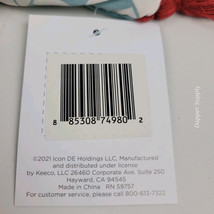 8 85308 74980 2
©2021 Icon DE Holdings LLC, Manufactured
and distributed under license
by Keeco, LLC 26460 Corporate Ave. Suite 250
Hayward, CA 94545
Made in China RN 59757
For customer service please call 800-613-7322